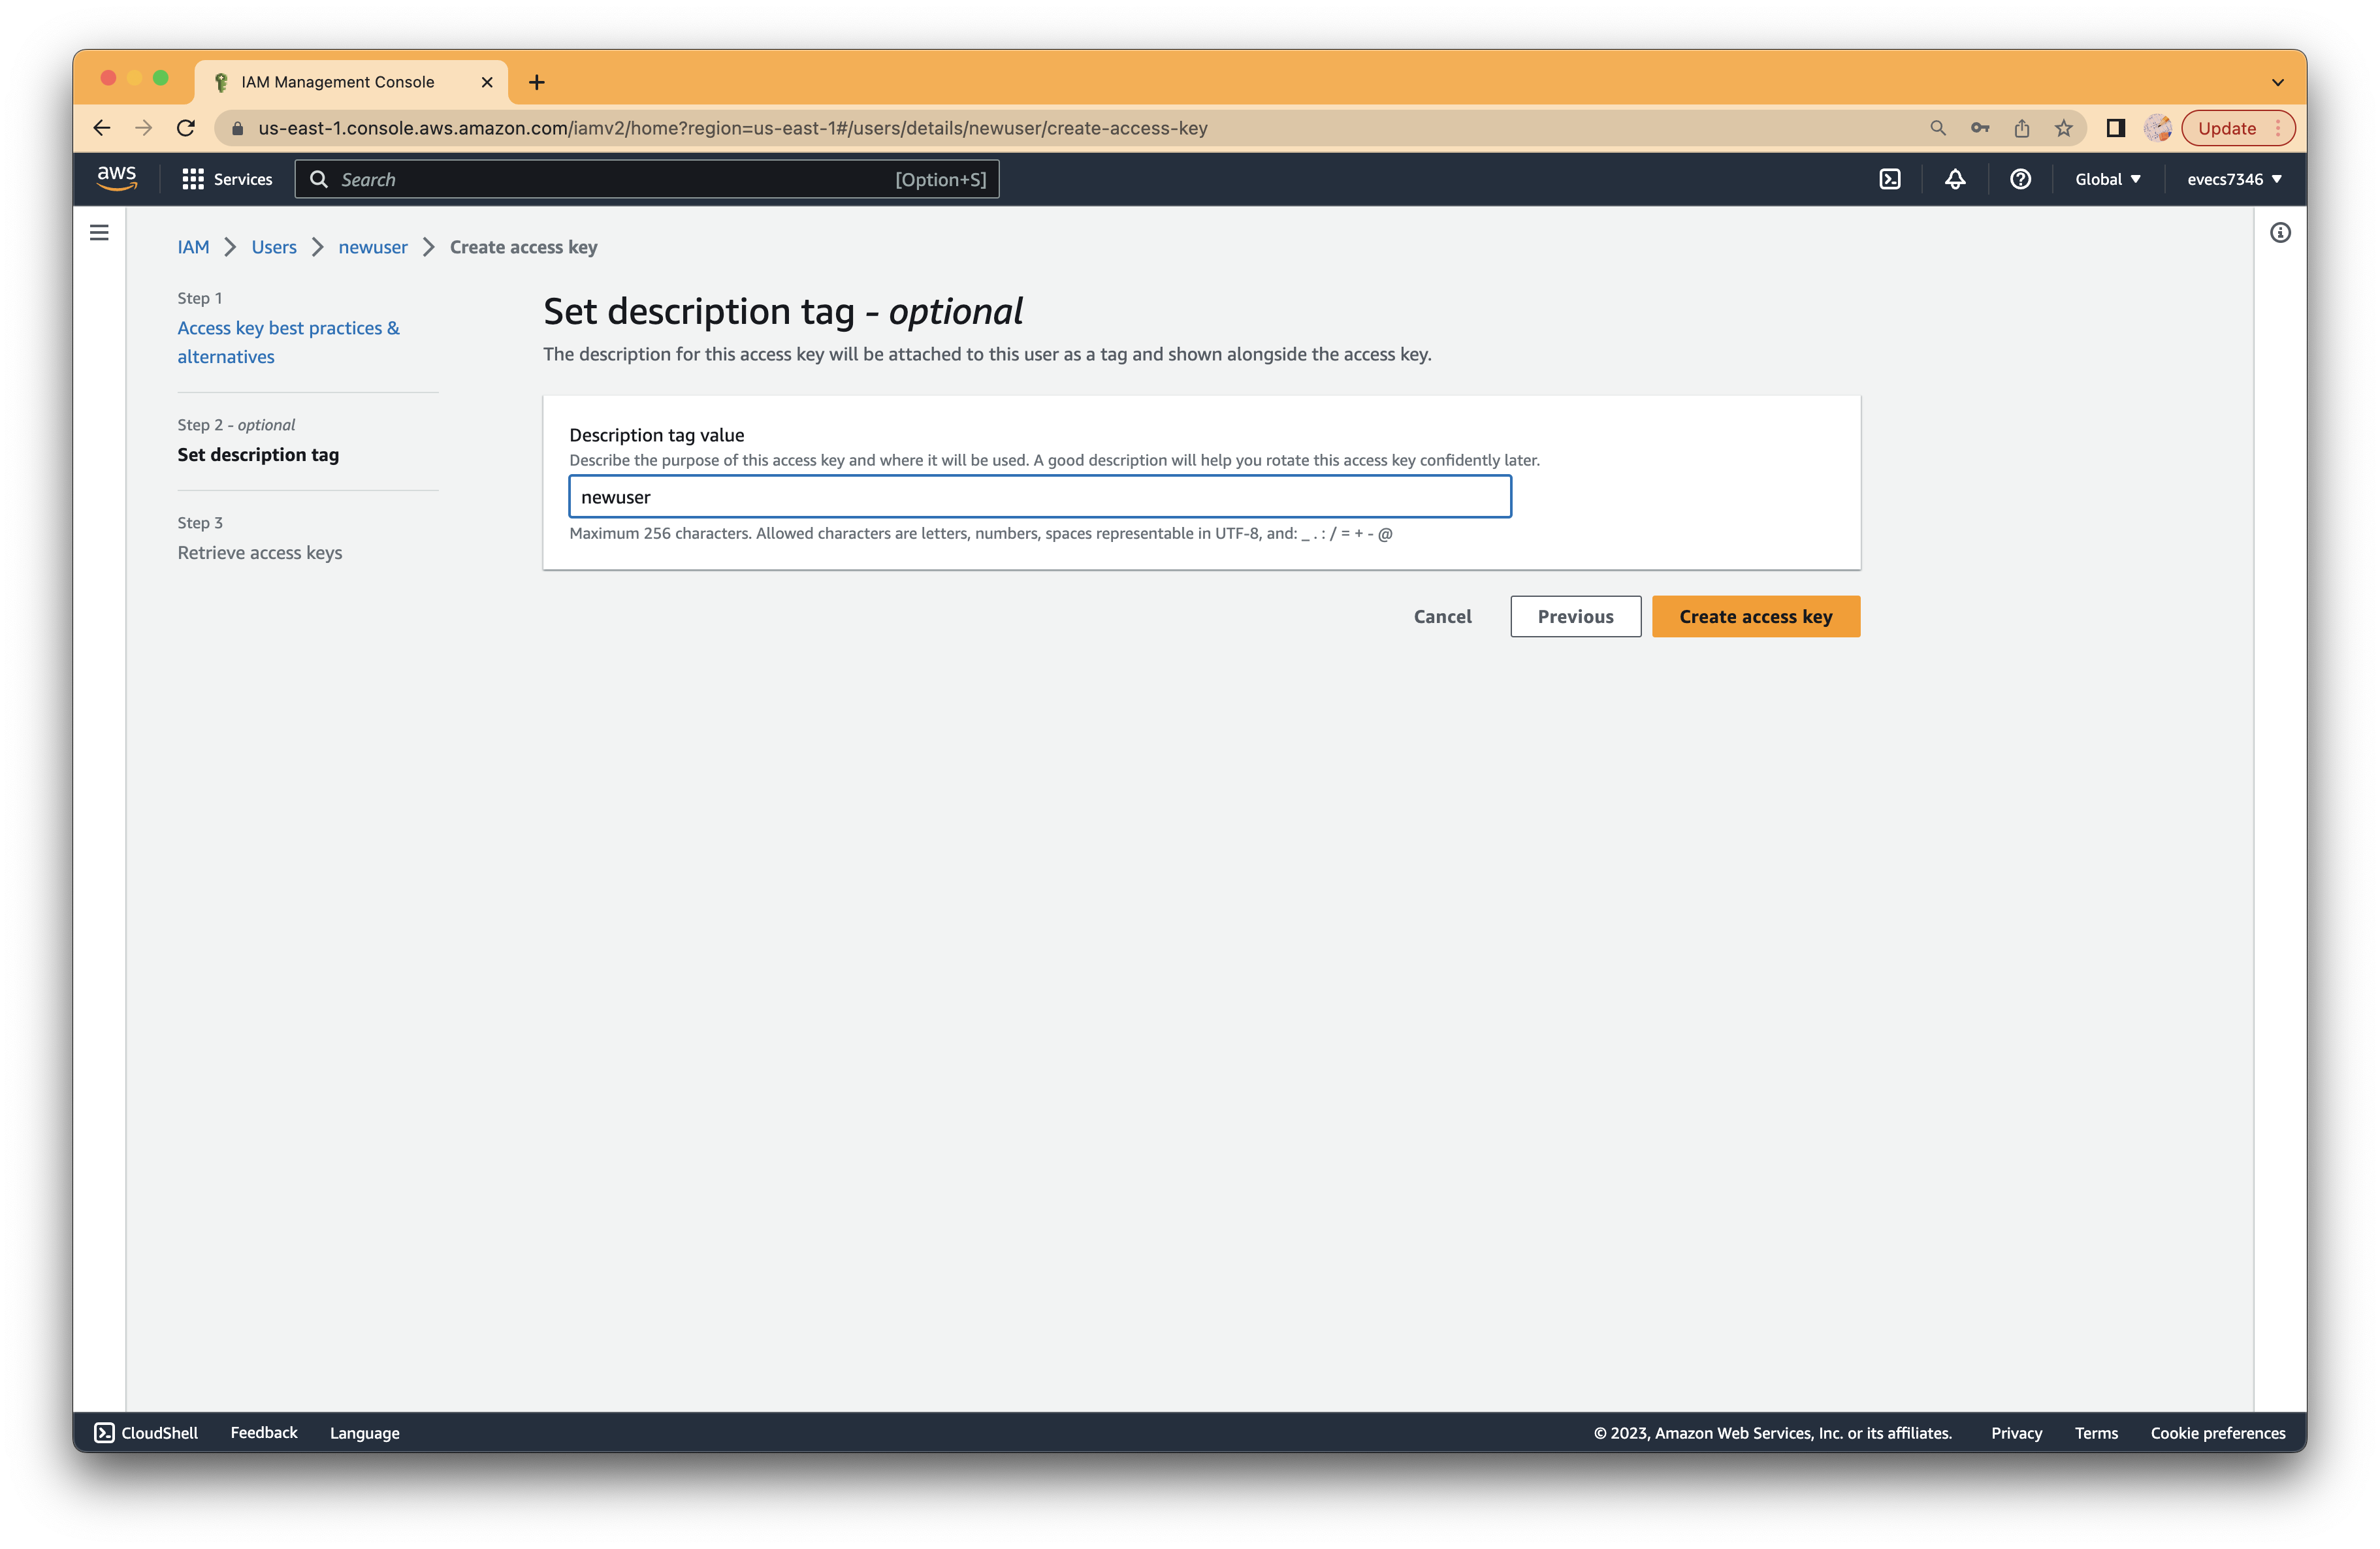 IAM Management Console
us-east-1.console.aws.amazon.com/iamv2/home?region=us-east-1#/users/details/newuser/create-access-key
Update
aws
Services
Search
[Option+S]
Global
evecs7346
IAM
Users
newuser
Create access key
Step 1
Access key best practices &
alternatives
Step 2 - optional
Set description tag
Step 3
Retrieve access keys
Set description tag - optional
The description for this access key will be attached to this user as a tag and shown alongside the access key.
Description tag value
Describe the purpose of this access key and where it will be used. A good description will help you rotate this access key confidently later.
newuser
Maximum 256 characters. Allowed characters are letters, numbers, spaces representable in UTF-8, and: _ . : / = + - @
Cancel
Previous
Create access key
CloudShell
Feedback
Language
© 2023, Amazon Web Services, Inc. or its affiliates.
Privacy
Terms
Cookie preferences